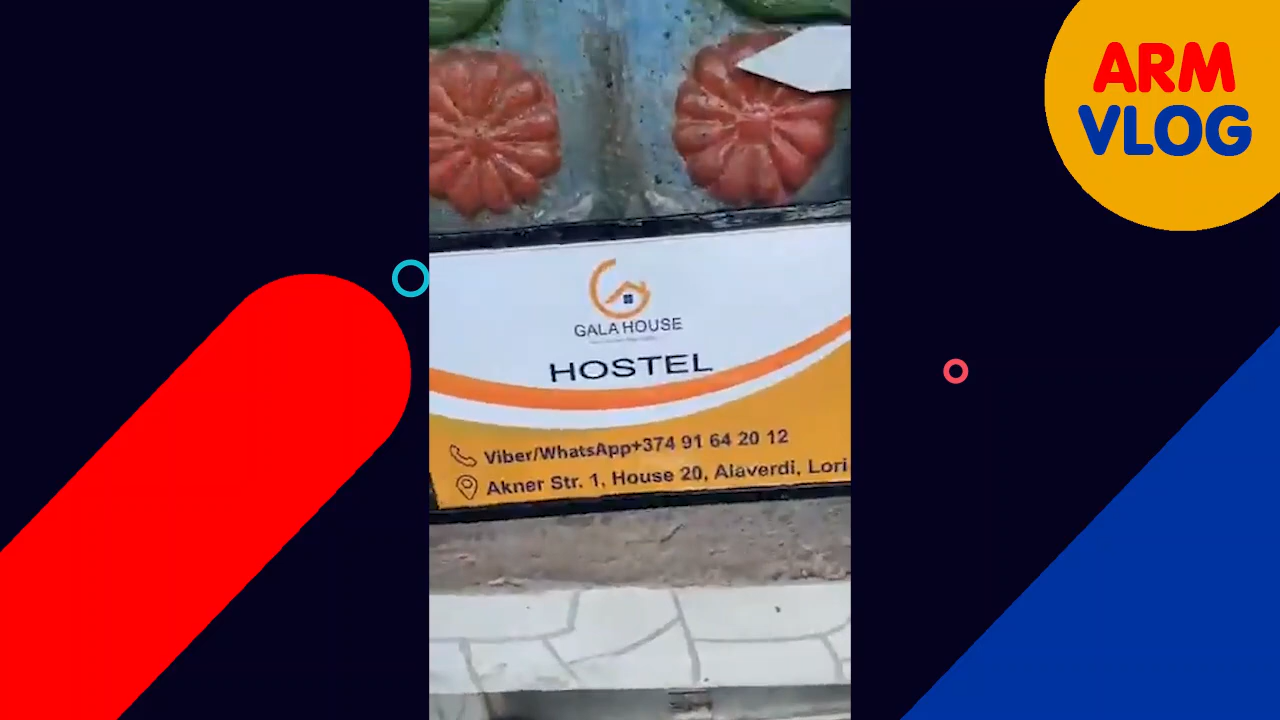 ARM
VLOG
GALA HOUSE
HOSTEL
Viber/WhatsApp+374 91 64 20 12
Akner Str. 1, House 20, Alaverdi, Lori